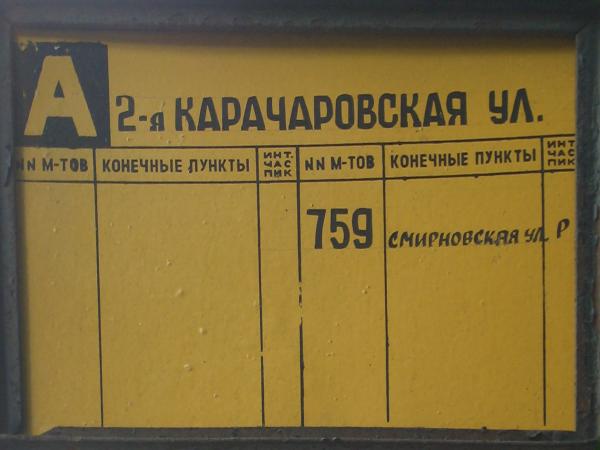 А 2-я КАРАЧАРОВСКАЯ УЛ.
NN М-ТОВ КОНЕЧНЫЕ ПУНКТЫ ИНТ. ЧАС ПИК NN М-ТОВ КОНЕЧНЫЕ ПУНКТЫ ИНТ. ЧАС ПИК
759 СМИРНОВСКАЯ УЛ. Р